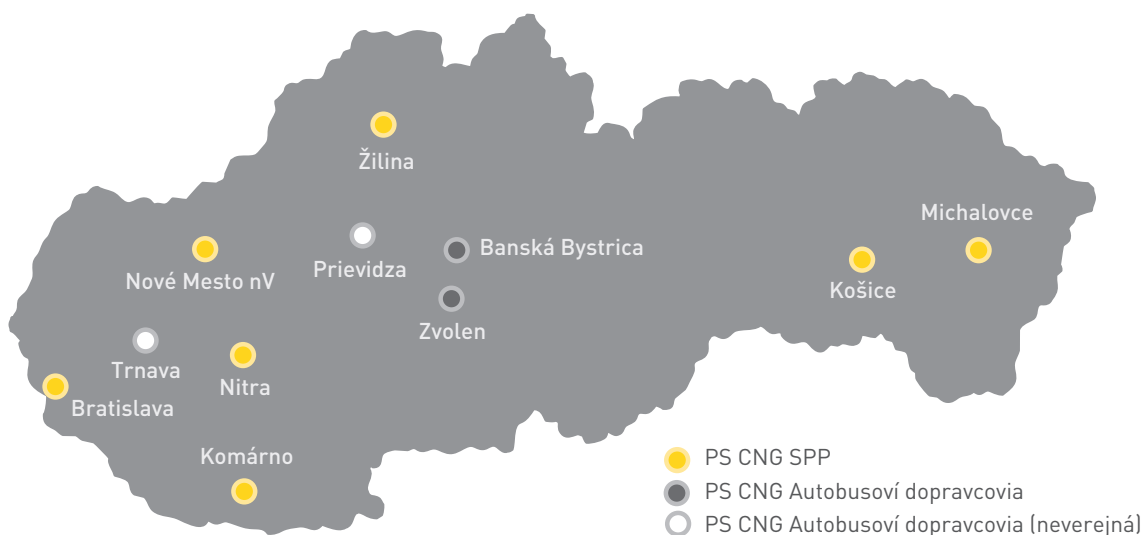 Žilina
Michalovce
Banská Bystrica
Prievidza
Nové Mesto nV
Košice
Zvolen
Trnava
Nitra
Bratislava
Komárno
PS CNG SPP
PS CNG Autobusoví dopravcovia
PS CNG Autobusoví dopravcovia (neverejná)